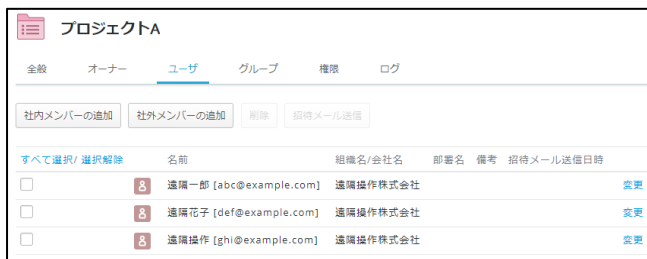 プロジェクトA
全般 オーナー ユーザ グループ 権限 ログ
社内メンバーの追加 社外メンバーの追加 削除 招待メール送信
すべて選択/ 選択解除 名前 組織名/会社名 部署名 備考 招待メール送信日時
遠隔一郎 [abc@example.com] 遠隔操作株式会社 変更
遠隔花子 [def@example.com] 遠隔操作株式会社 変更
遠隔操作 [ghi@example.com] 遠隔操作株式会社 変更